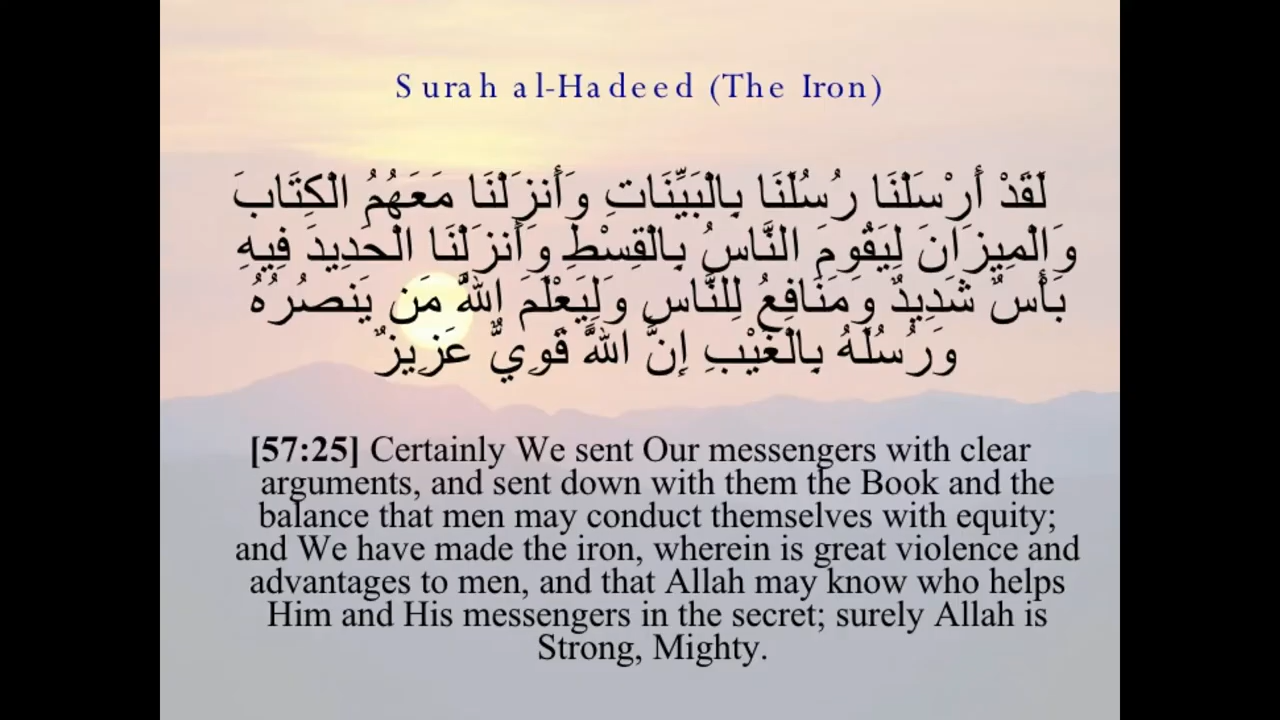 Surah al-Hadeed (The Iron)
لَقَدْ أَرْسَلْنَا رُسُلَنَا بِالْبَيِّنَاتِ وَأَنزَلْنَا مَعَهُمُ الْكِتَابَ
وَالْمِيزَانَ لِيَقُومَ النَّاسُ بِالْقِسْطِ وَأَنزَلْنَا الْحَدِيدَ فِيهِ
بَأْسٌ شَدِيدٌ وَمَنَافِعُ لِلنَّاسِ وَلِيَعْلَمَ اللَّهُ مَن يَنصُرُهُ
وَرُسُلَهُ بِالْغَيْبِ إِنَّ اللَّهَ قَوِيٌّ عَزِيزٌ
[57:25] Certainly We sent Our messengers with clear
arguments, and sent down with them the Book and the
balance that men may conduct themselves with equity;
and We have made the iron, wherein is great violence and
advantages to men, and that Allah may know who helps
Him and His messengers in the secret; surely Allah is
Strong, Mighty.